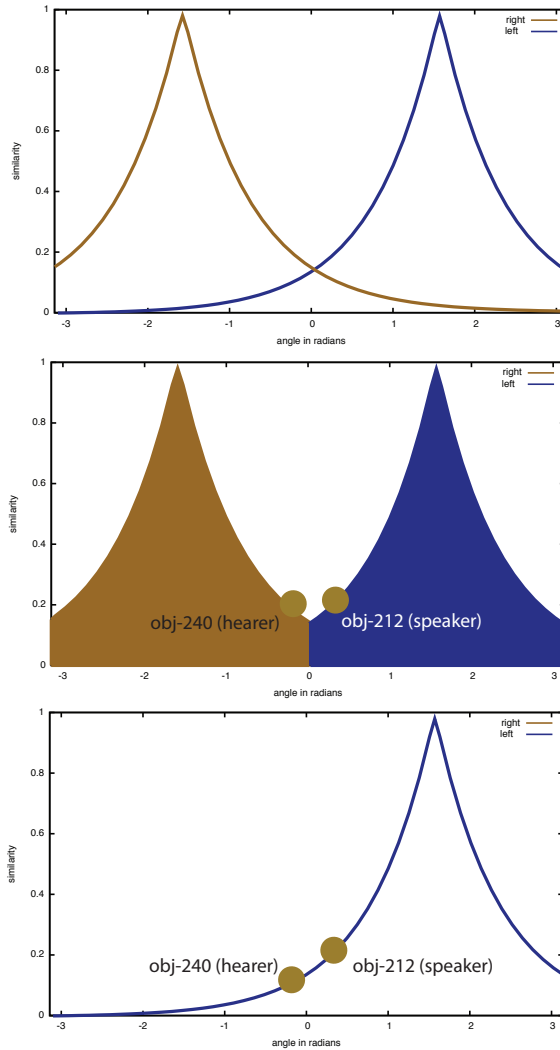 1
right
left
0.8
0.6
similarity
0.4
0.2
0
-3 -2 -1 0 1 2 3
angle in radians
1
right
left
0.8
0.6
similarity
0.4
0.2
obj-240 (hearer) obj-212 (speaker)
0
-3 -2 -1 0 1 2 3
angle in radians
1
right
left
0.8
0.6
similarity
0.4
0.2
obj-240 (hearer) obj-212 (speaker)
0
-3 -2 -1 0 1 2 3
angle in radians